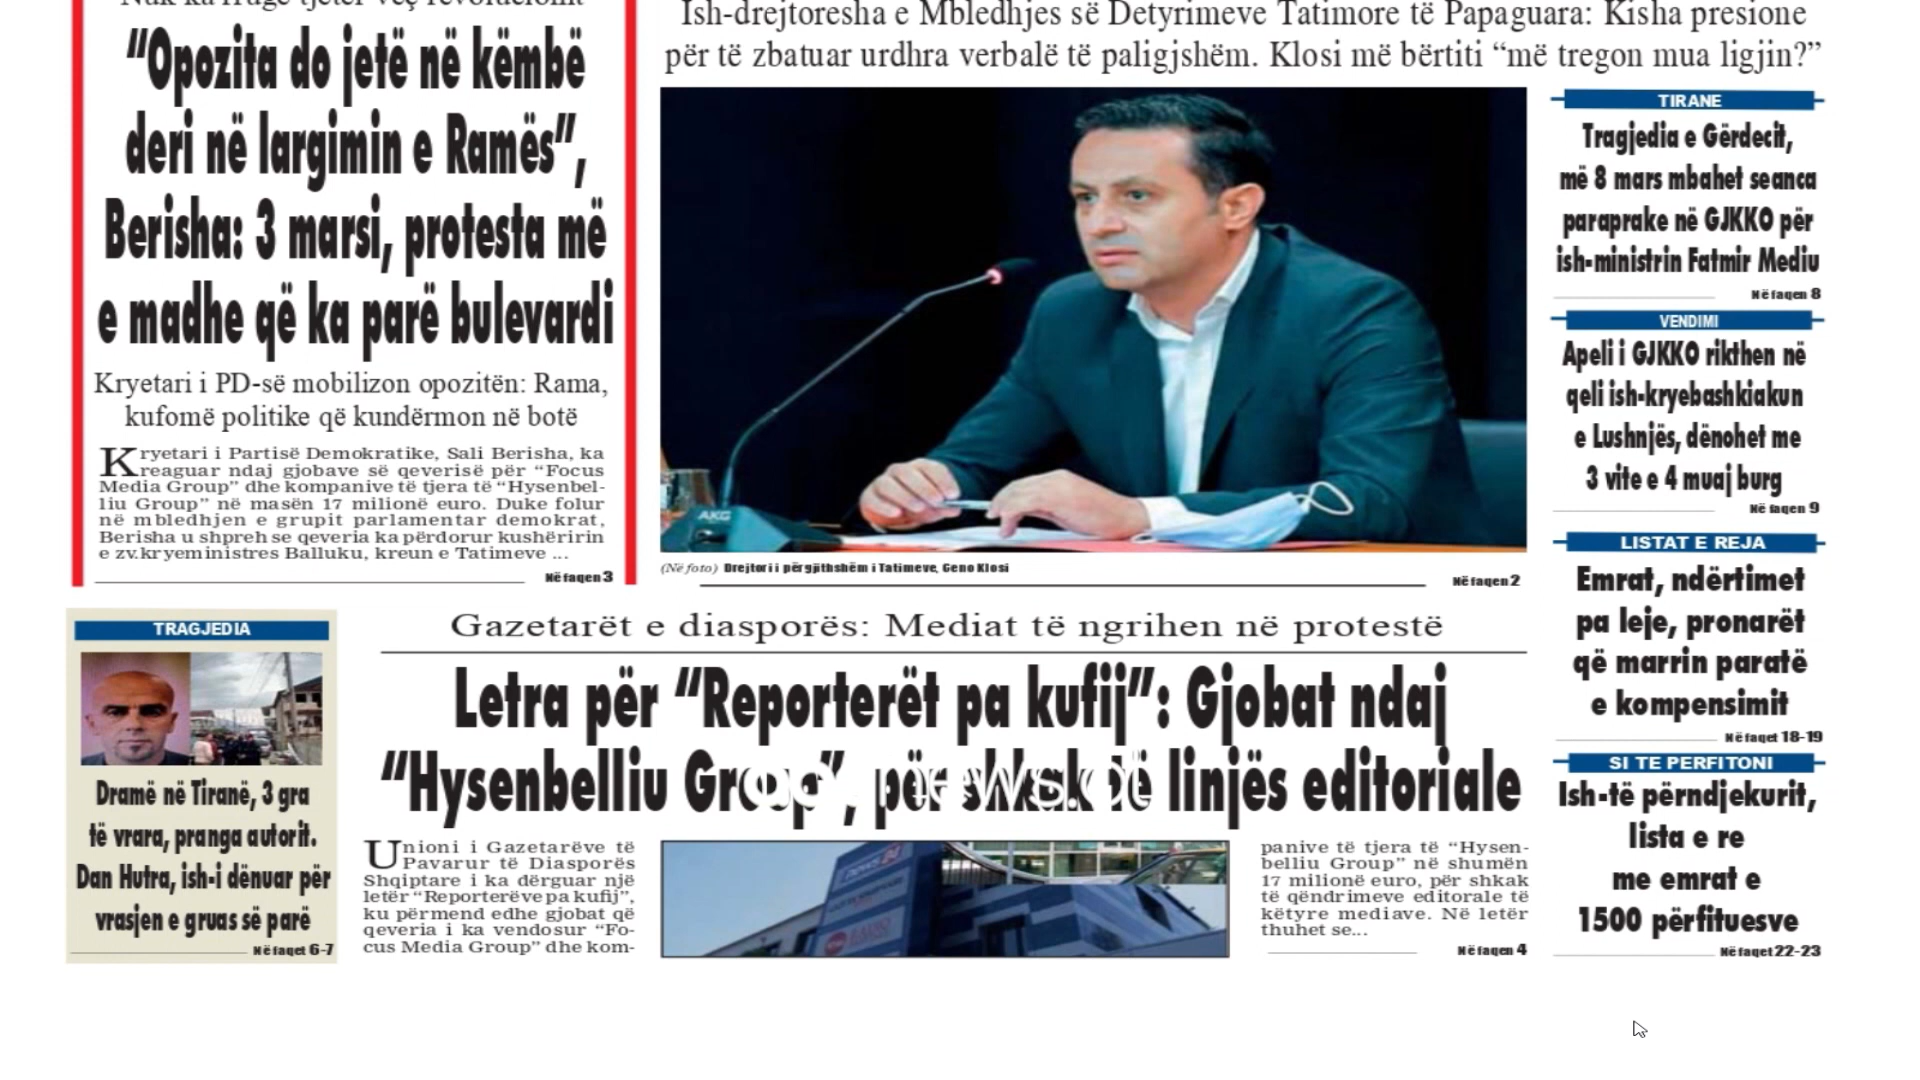 Nuk ka rrugë tjetër veç revolucionit
“Opozita do jetë në këmbë
deri në largimin e Ramës”,
Berisha: 3 marsi, protesta më
e madhe që ka parë bulevardi
Kryetari i PD-së mobilizon opozitën: Rama,
kufomë politike që kundërmon në botë
Kryetari i Partisë Demokratike, Sali Berisha, ka
reaguar ndaj gjobave së qeverisë për “Focus
Media Group” dhe kompanive të tjera të “Hysenbel-
liu Group” në masën 17 milionë euro. Duke folur
në mbledhjen e grupit parlamentar demokrat,
Berisha u shpreh se qeveria ka përdorur kushëririn
e zv.kryeministres Balluku, kreun e Tatimeve ...
Në faqen 3
Ish-drejtoresha e Mbledhjes së Detyrimeve Tatimore të Papaguara: Kisha presione
për të zbatuar urdhra verbalë të paligjshëm. Klosi më bërtiti “më tregon mua ligjin?”
AKG
(Në foto) Drejtori i përgjithshëm i Tatimeve, Geno Klosi
Në faqen 2
TIRANE
Tragjedia e Gërdecit,
më 8 mars mbahet seanca
paraprake në GJKKO për
ish-ministrin Fatmir Mediu
Në faqen 8
VENDIMI
Apeli i GJKKO rikthen në
qeli ish-kryebashkiakun
e Lushnjës, dënohet me
3 vite e 4 muaj burg
Në faqen 9
LISTAT E REJA
Emrat, ndërtimet
pa leje, pronarët
që marrin paratë
e kompensimit
Në faqet 18-19
SI TE PERFITONI
Ish-të përndjekurit,
lista e re
me emrat e
1500 përfituesve
Në faqet 22-23
TRAGJEDIA
Dramë në Tiranë, 3 gra
të vrara, pranga autorit.
Dan Hutra, ish-i dënuar për
vrasjen e gruas së parë
Në faqet 6-7
Gazetarët e diasporës: Mediat të ngrihen në protestë
Letra për “Reporterët pa kufij”: Gjobat ndaj
“Hysenbelliu Group”, për shkak të linjës editoriale
Unioni i Gazetarëve të
Pavarur të Diasporës
Shqiptare i ka dërguar një
letër “Reporterëve pa kufij”,
ku përmend edhe gjobat që
qeveria i ka vendosur “Fo-
cus Media Group” dhe kom-
panive të tjera të “Hysen-
belliu Group” në shumën
17 milionë euro, për shkak
të qëndrimeve editorale të
këtyre mediave. Në letër
thuhet se...
Në faqen 4